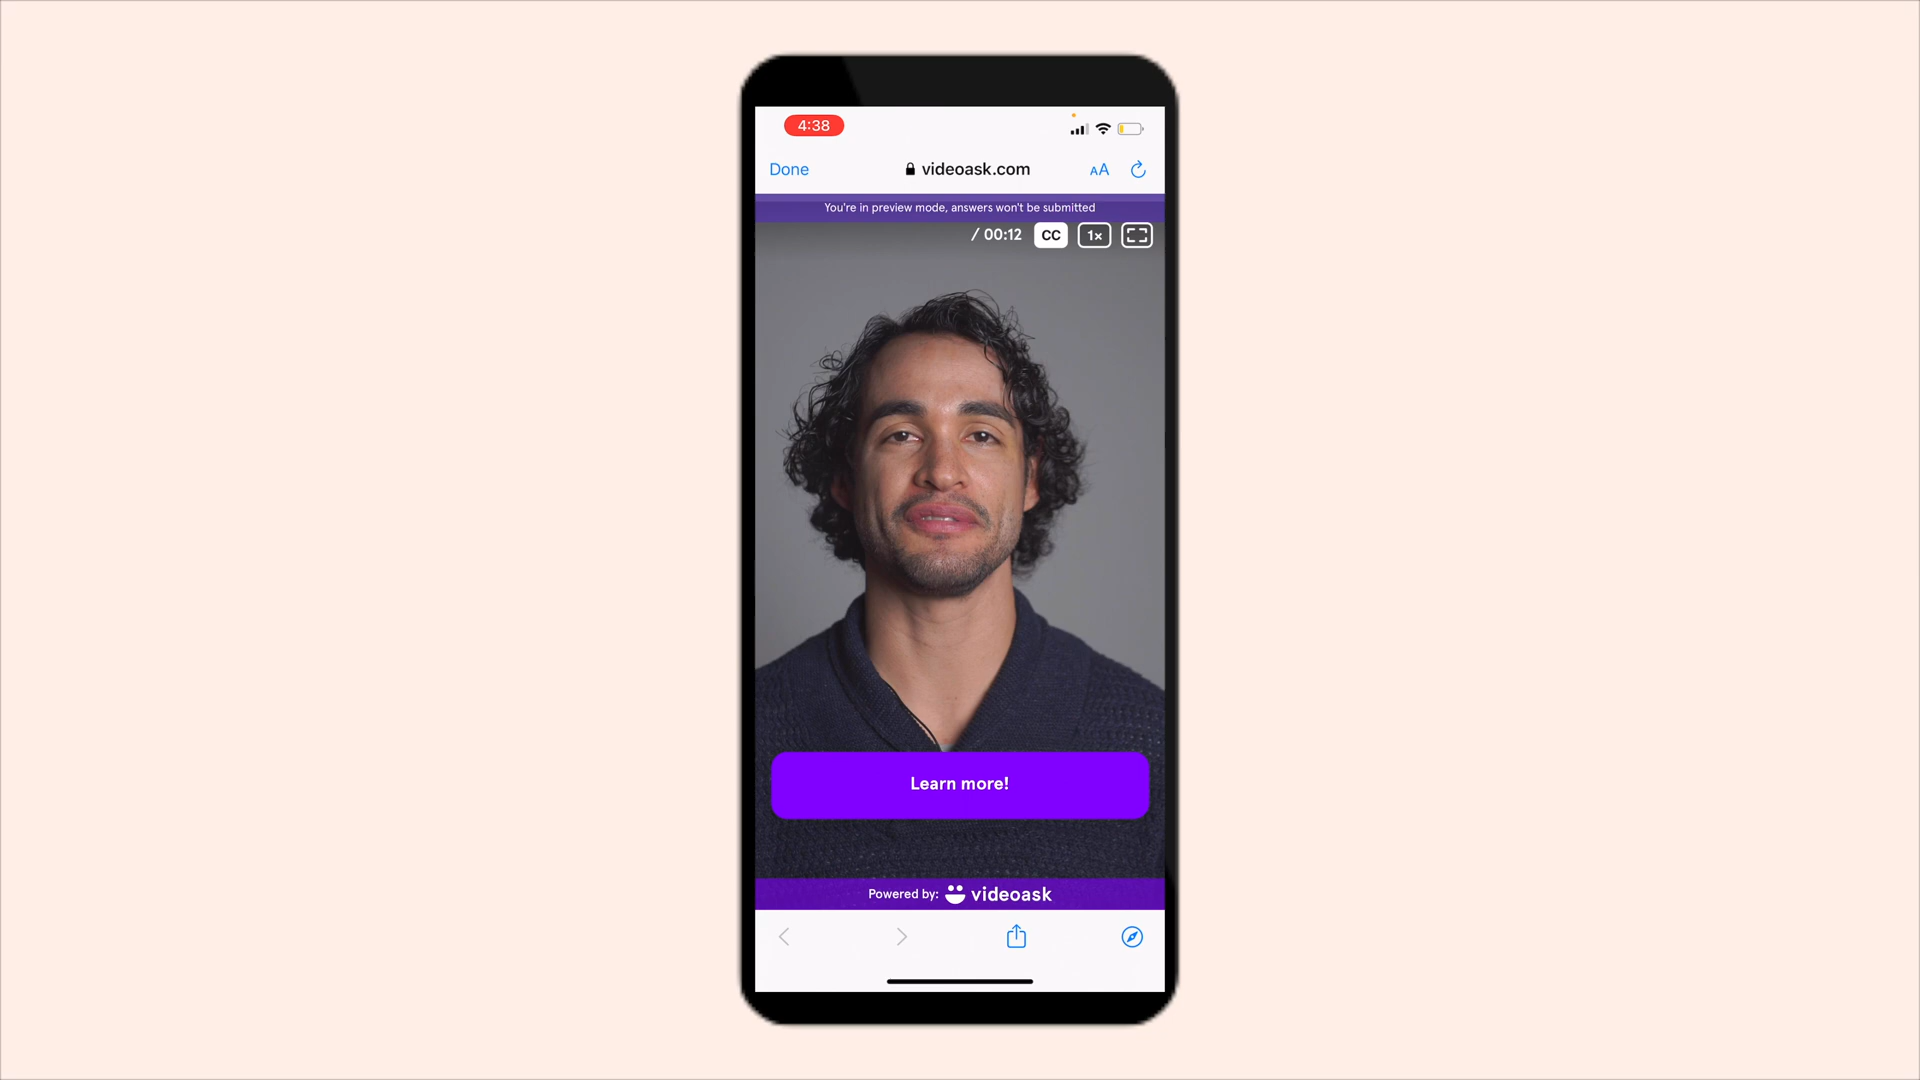 4:38
Done
videoask.com
AA
You're in preview mode, answers won't be submitted
/ 00:12
CC
1×
Learn more!
Powered by: videoask